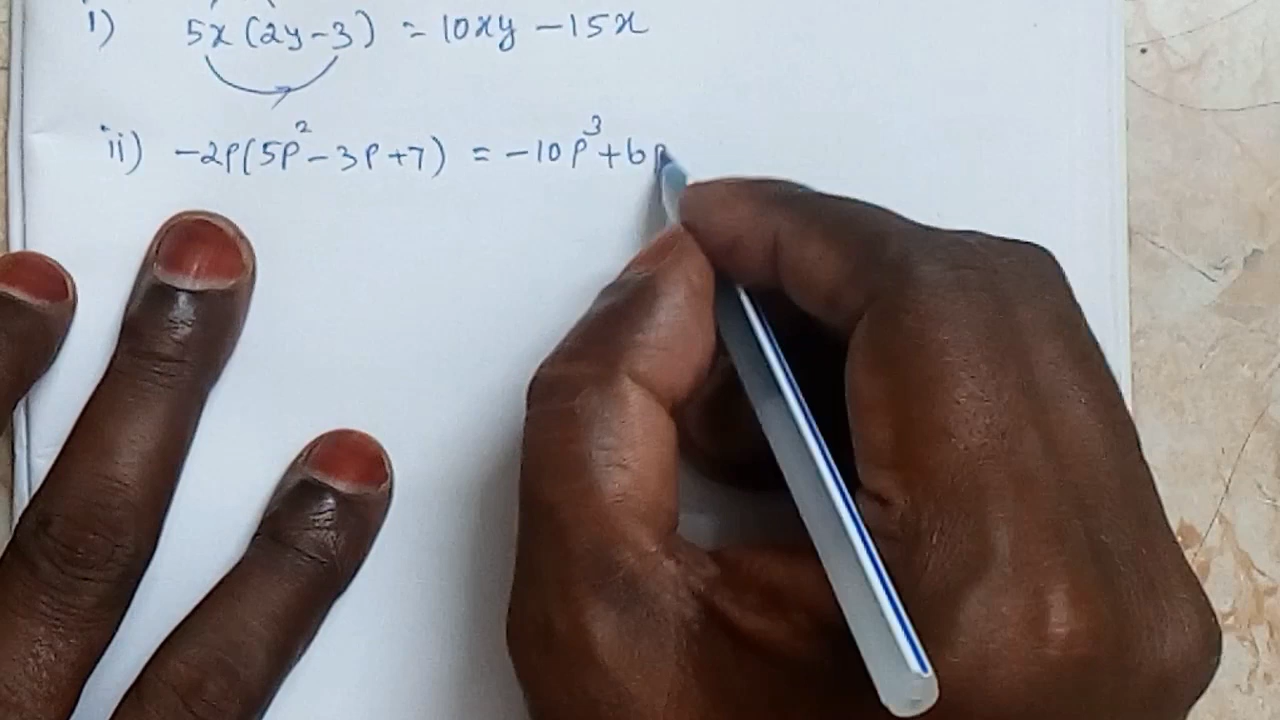 i) 5x(2y-3) = 10xy - 15x
ii) -2p(5p²-3p+7) = -10p³+6p